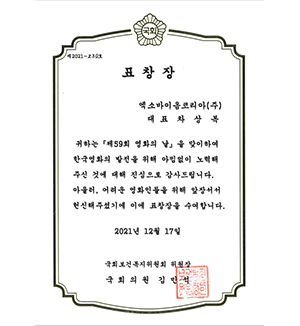 국회
제2021-230호
표창장
엑소바이옴코리아(주)
대표차상복
귀하는 「제59회 영화의 날」을 맞이하여
한국영화의 발전을 위해 아낌없이 노력해
주신 것에 대해 진심으로 감사드립니다.
아울러, 어려운 영화인들을 위해 앞장서서
헌신해주셨기에 이에 표창장을 수여합니다.
2021년 12월 17일
국회보건복지위원회 위원장
국회의원 김민석